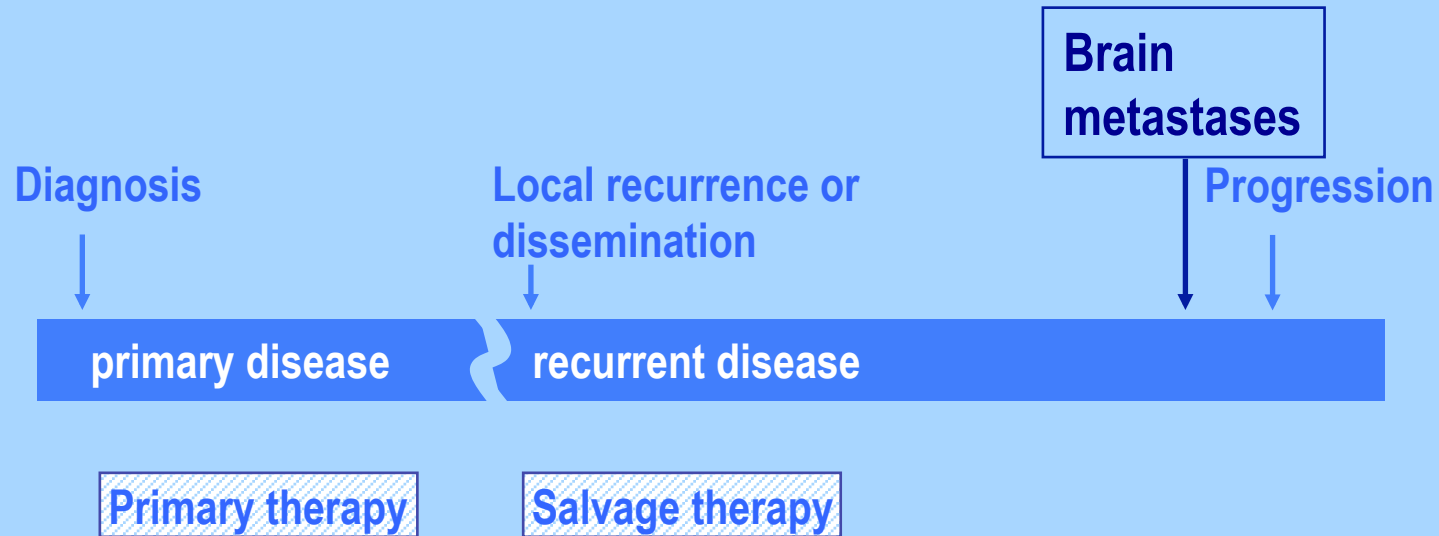 Brain
metastases
Diagnosis
Local recurrence or
dissemination
Progression
primary disease
recurrent disease
Primary therapy
Salvage therapy